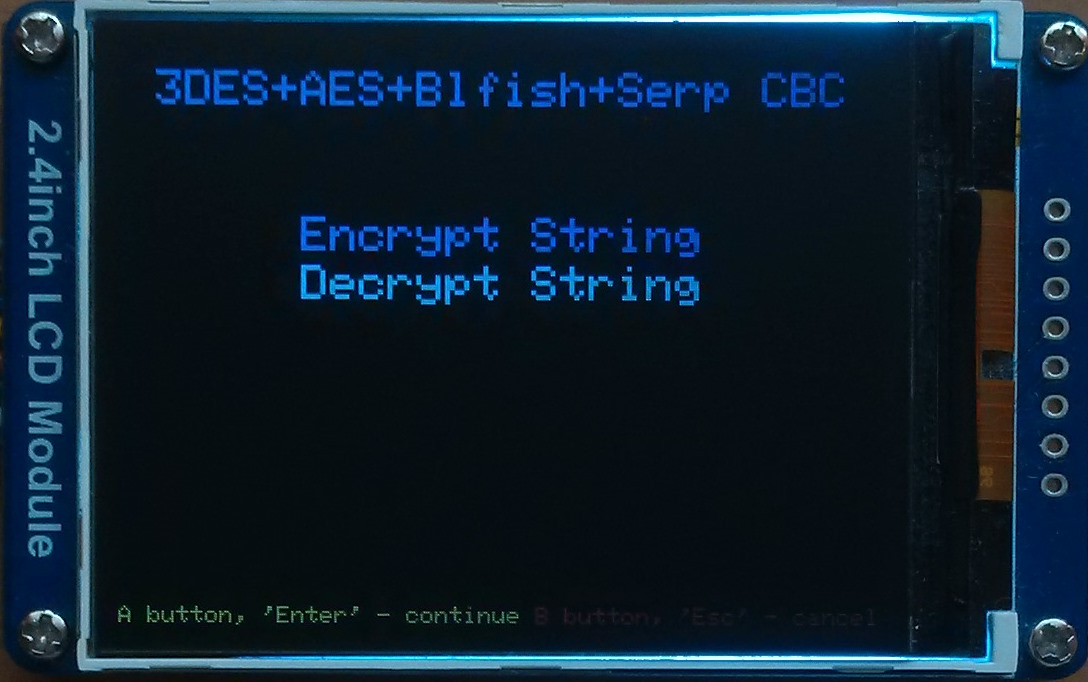 3DES+AES+Blfish+Serp CBC
Encrypt String
Decrypt String
A button, 'Enter' - continue B button, 'Esc' - cancel
2.4inch LCD Module